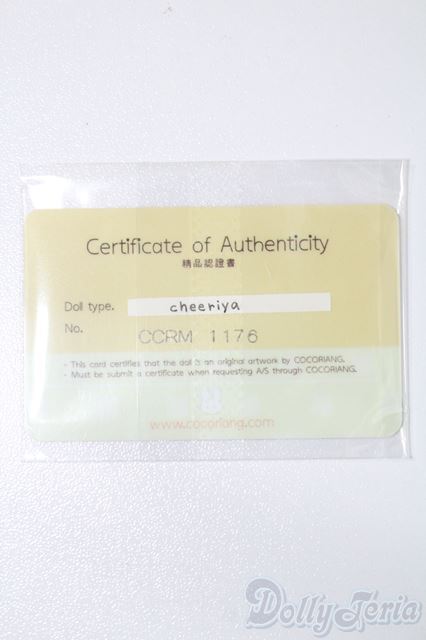 Certificate of Authenticity
精品認證書
Doll type. cheeriya
No. CCRM 1176
- This card certifies that the doll is an original artwork by COCORIANG.
- Must be submit a certificate when requesting A/S through COCORIANG.
www.cocoriang.com
DollyTeria